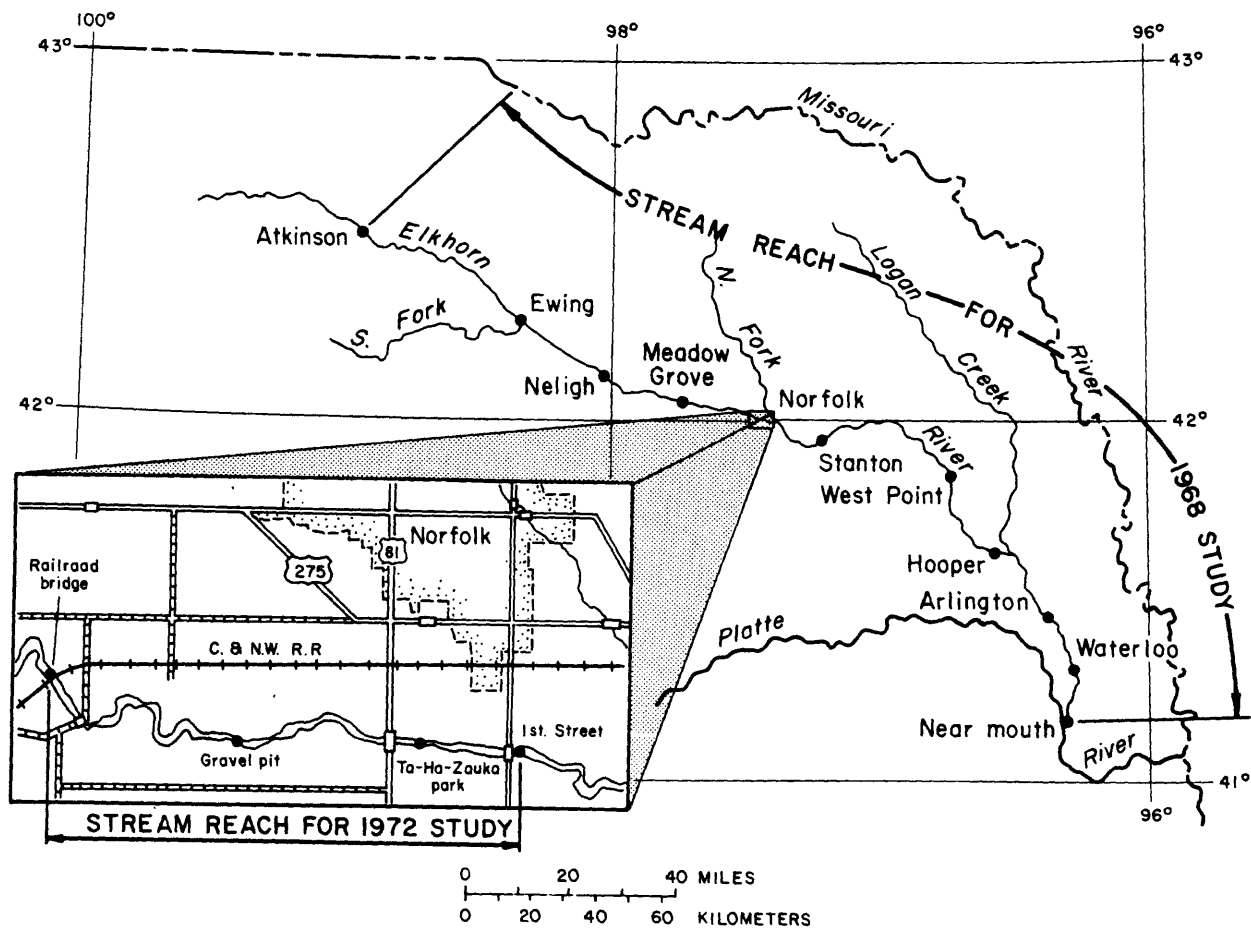 100°
98°
96°
43°
43°
Missouri
STREAM REACH FOR 1968 STUDY
Atkinson
Elkhorn
Logan
N.
Ewing
S. Fork
Fork
Meadow
Grove
Creek
River
Neligh
Norfolk
42°
42°
River
Stanton
West Point
Norfolk
81
275
Railroad
bridge
Hooper
Arlington
Platte
C. & N.W. R.R
Waterloo
Near mouth
1st. Street
River
Gravel pit
Ta-Ha-Zauka
park
41°
96°
STREAM REACH FOR 1972 STUDY
0 20 40 MILES
0 20 40 60 KILOMETERS